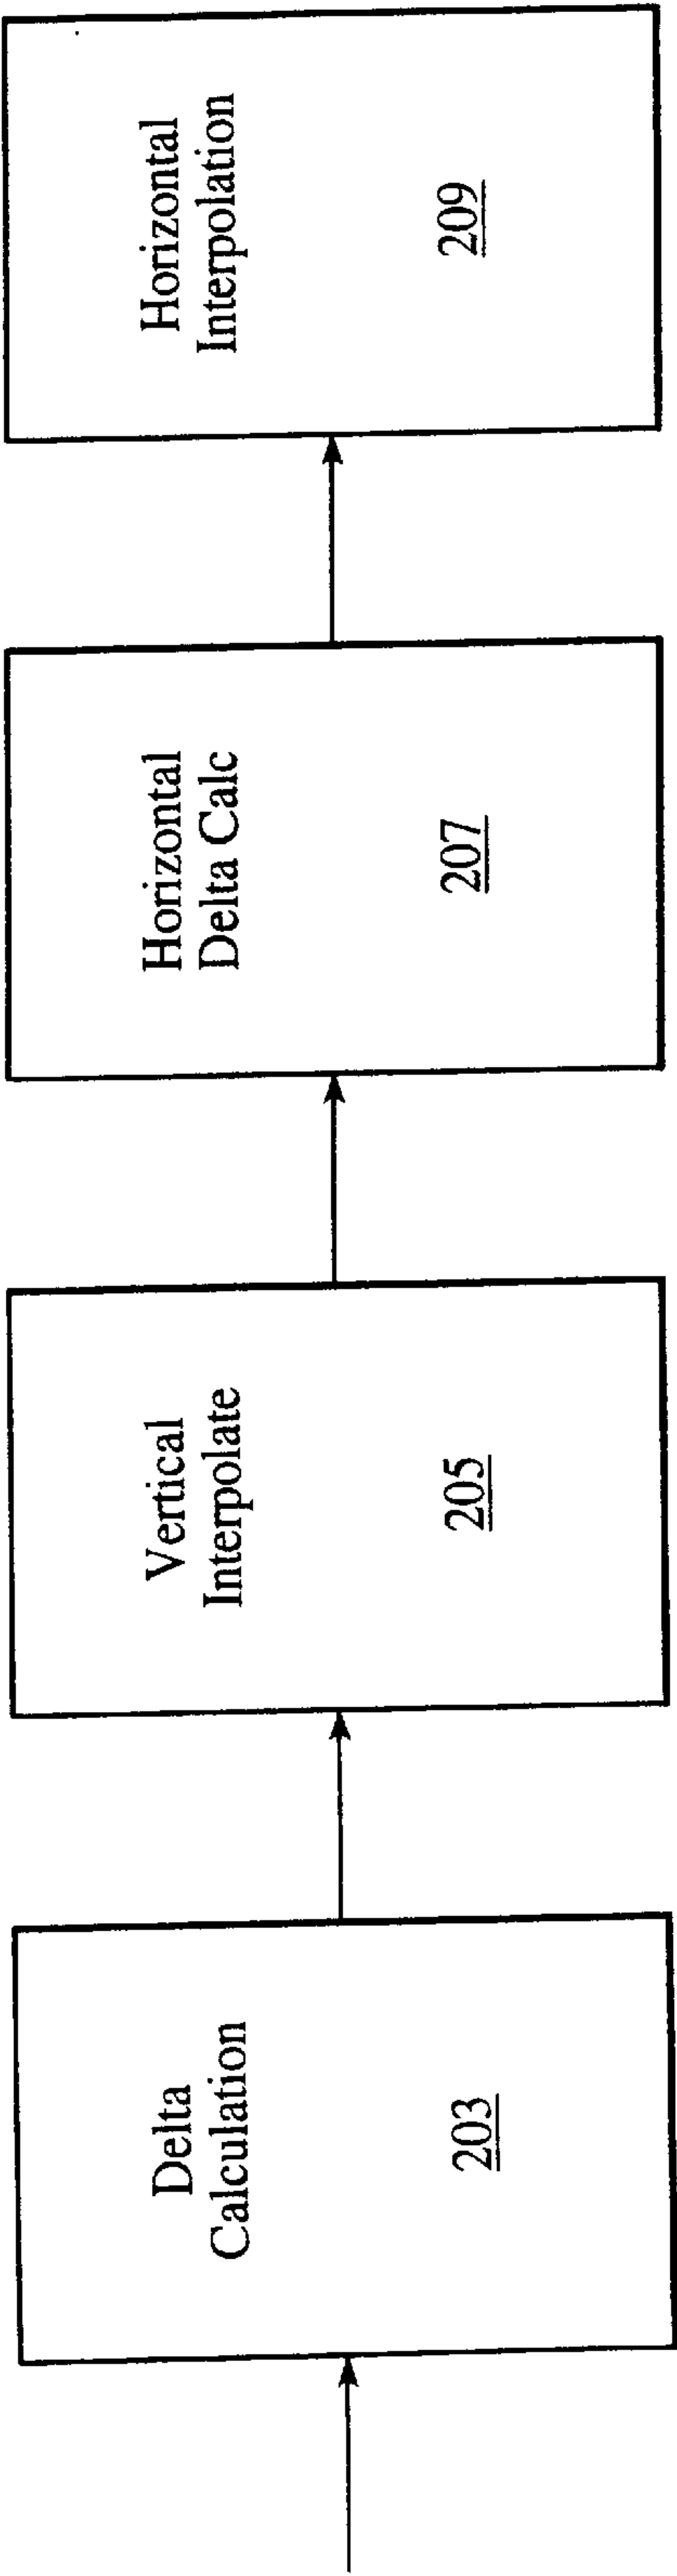 Delta
Calculation
203
Vertical
Interpolate
205
Horizontal
Delta Calc
207
Horizontal
Interpolation
209